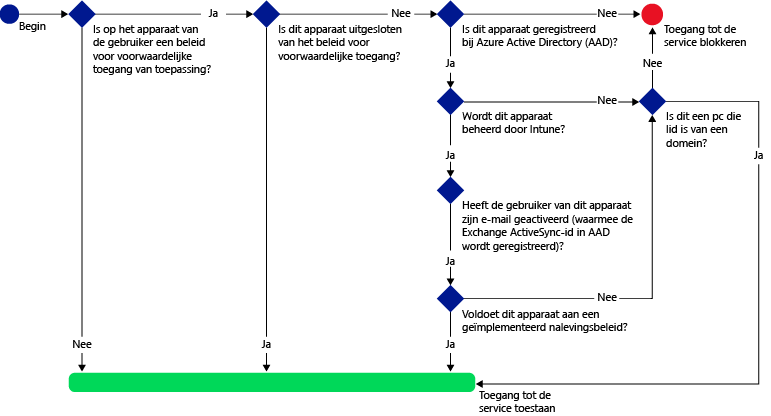 Begin
Ja
Is op het apparaat van
de gebruiker een beleid
voor voorwaardelijke
toegang van toepassing?
Nee
Is dit apparaat uitgesloten
van het beleid voor
voorwaardelijke toegang?
Nee
Is dit apparaat geregistreerd
bij Azure Active Directory (AAD)?
Toegang tot de
service blokkeren
Ja
Nee
Nee
Wordt dit apparaat
beheerd door Intune?
Is dit een pc die
lid is van een
domein?
Ja
Ja
Heeft de gebruiker van dit apparaat
zijn e-mail geactiveerd (waarmee de
Exchange ActiveSync-id in AAD
wordt geregistreerd)?
Ja
Nee
Voldoet dit apparaat aan een
geïmplementeerd nalevingsbeleid?
Nee
Ja
Ja
Toegang tot de
service toestaan